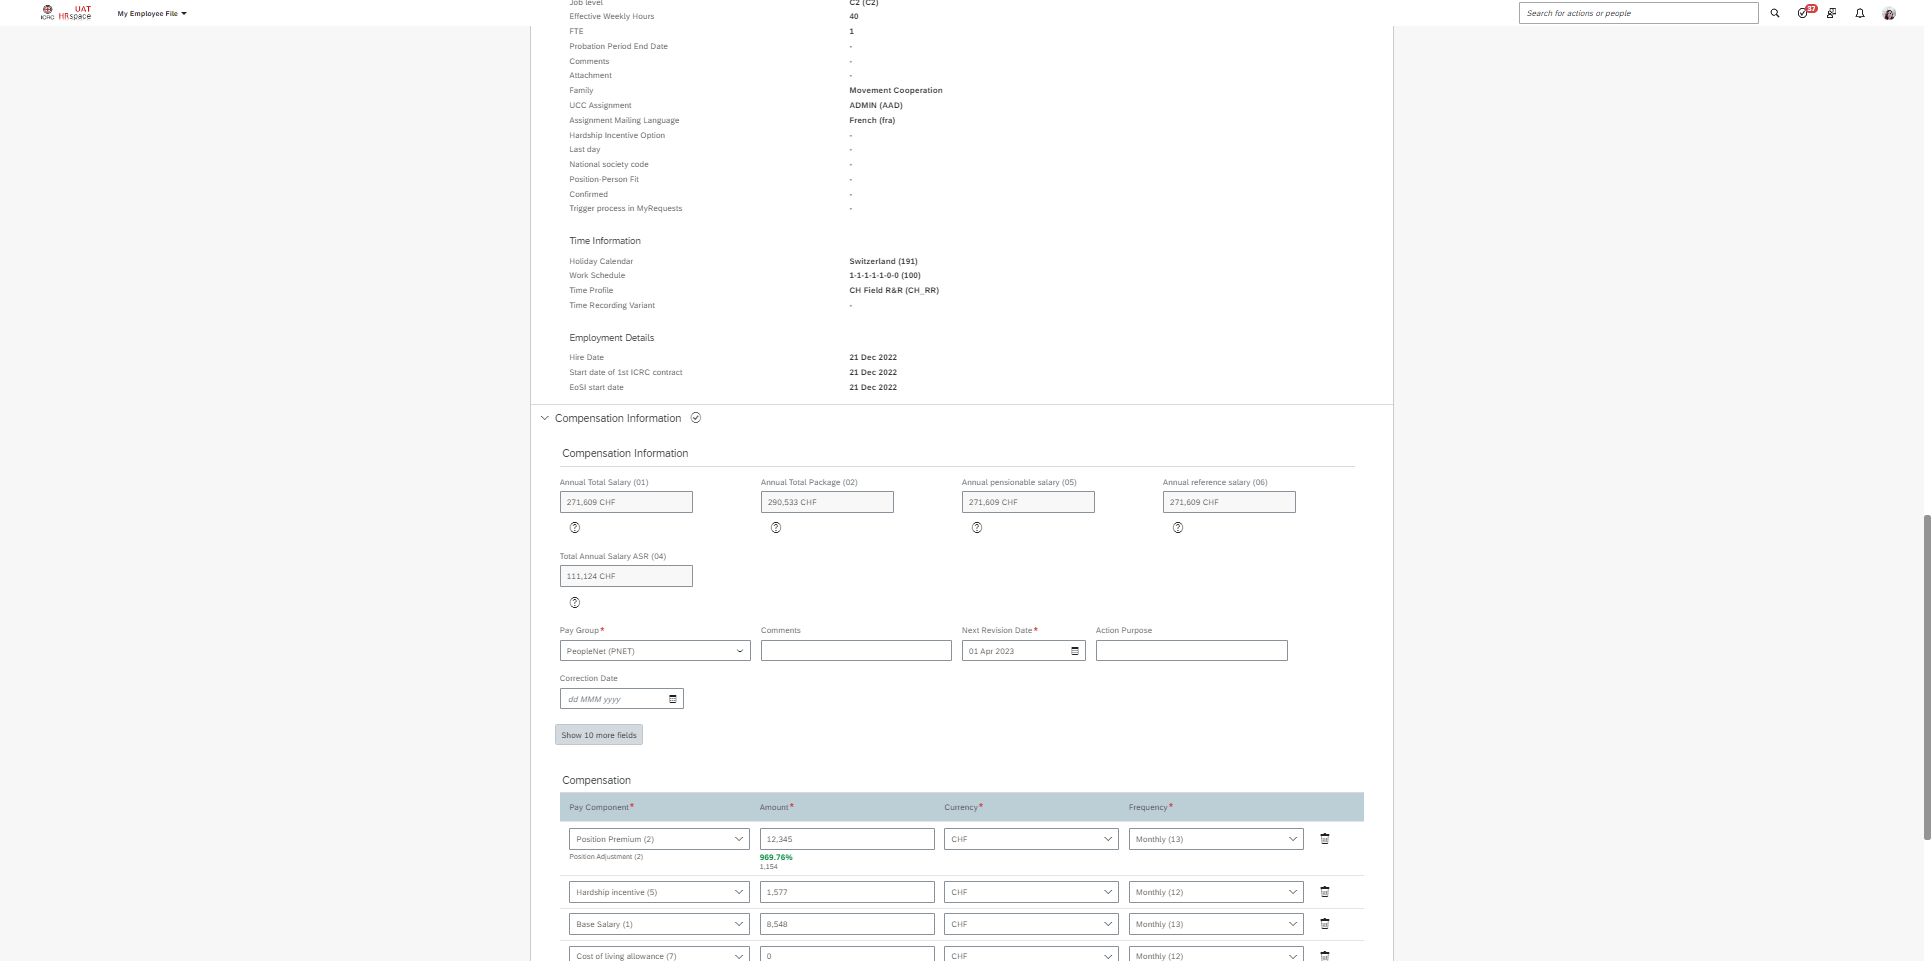 ICRC UAT HRspace My Employee File Search for actions or people 37
Job level C2 (C2)
Effective Weekly Hours 40
FTE 1
Probation Period End Date -
Comments -
Attachment -
Family Movement Cooperation
UCC Assignment ADMIN (AAD)
Assignment Mailing Language French (fra)
Hardship Incentive Option -
Last day -
National society code -
Position-Person Fit -
Confirmed -
Trigger process in MyRequests -
Time Information
Holiday Calendar Switzerland (191)
Work Schedule 1-1-1-1-1-0-0 (100)
Time Profile CH Field R&R (CH_RR)
Time Recording Variant -
Employment Details
Hire Date 21 Dec 2022
Start date of 1st ICRC contract 21 Dec 2022
EoSI start date 21 Dec 2022
Compensation Information
Compensation Information
Annual Total Salary (01) Annual Total Package (02) Annual pensionable salary (05) Annual reference salary (06)
271,609 CHF 290,533 CHF 271,609 CHF 271,609 CHF
Total Annual Salary ASR (04)
111,124 CHF
Pay Group* Comments Next Revision Date* Action Purpose
PeopleNet (PNET) 01 Apr 2023
Correction Date
dd MMM yyyy
Show 10 more fields
Compensation
Pay Component* Amount* Currency* Frequency*
Position Premium (2) 12,345 CHF Monthly (13)
Position Adjustment (2) 969.76%
1,154
Hardship incentive (5) 1,577 CHF Monthly (12)
Base Salary (1) 8,548 CHF Monthly (13)
Cost of living allowance (7) 0 CHF Monthly (12)